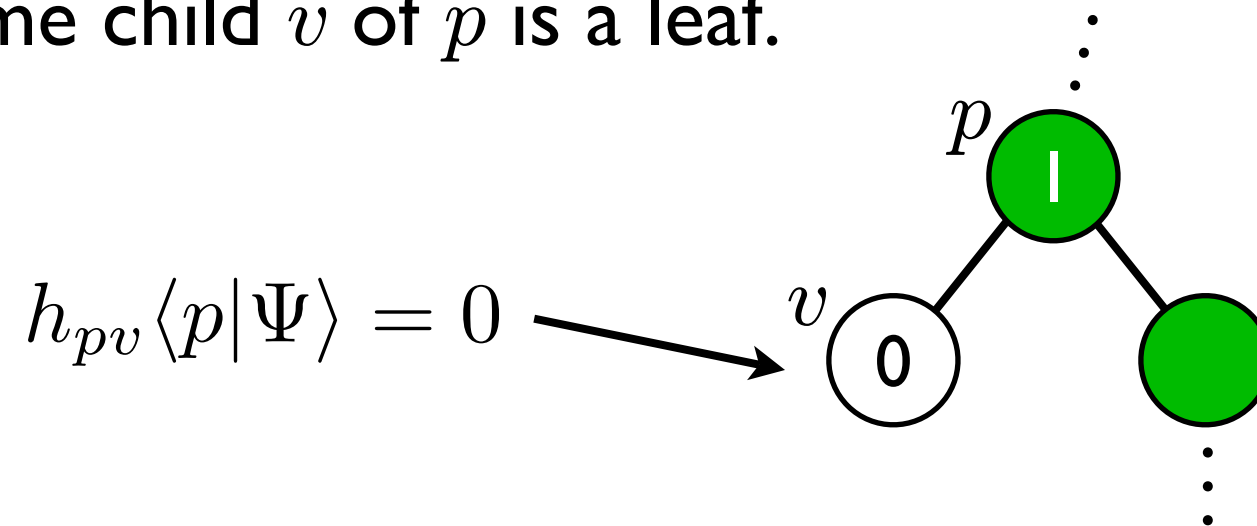 me child v of p is a leaf.
p
1
v
h_{pv}⟨p|Ψ⟩ = 0
0